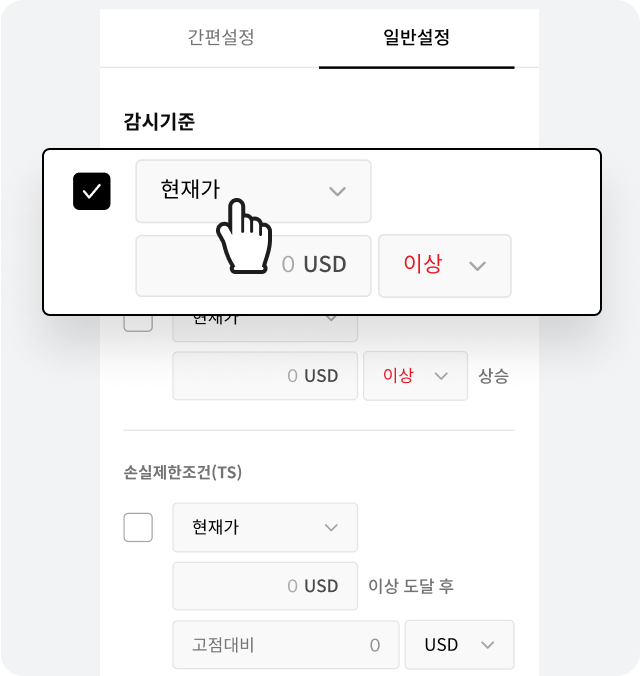 간편설정 일반설정
감시기준
현재가
0 USD 이상
현재가
0 USD 이상 상승
손실제한조건(TS)
현재가
0 USD 이상 도달 후
고점대비 0 USD